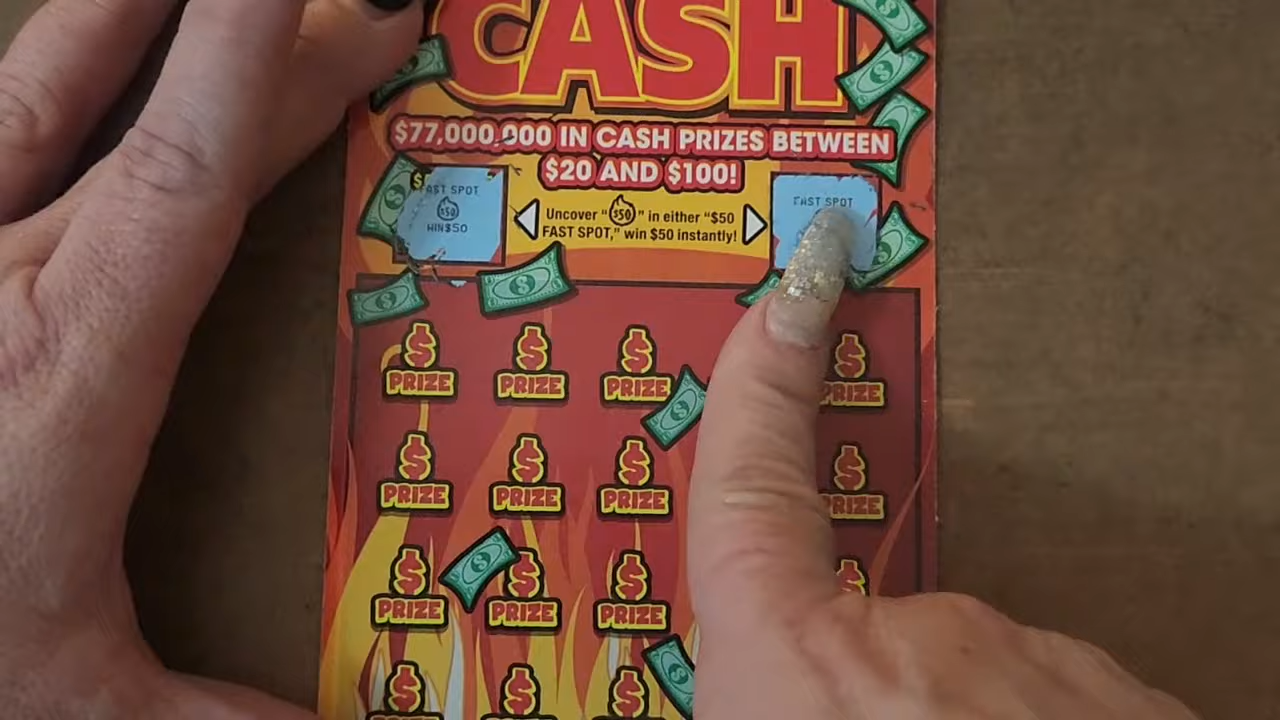 CASH
$77,000,000 IN CASH PRIZES BETWEEN
$20 AND $100!
FAST SPOT
$50
WIN$50
Uncover "$50" in either "$50
FAST SPOT," win $50 instantly!
FAST SPOT
$ $ $ $
PRIZE PRIZE PRIZE PRIZE
$ $ $ $
PRIZE PRIZE PRIZE PRIZE
$ $ $ $
PRIZE PRIZE PRIZE
$ $ $